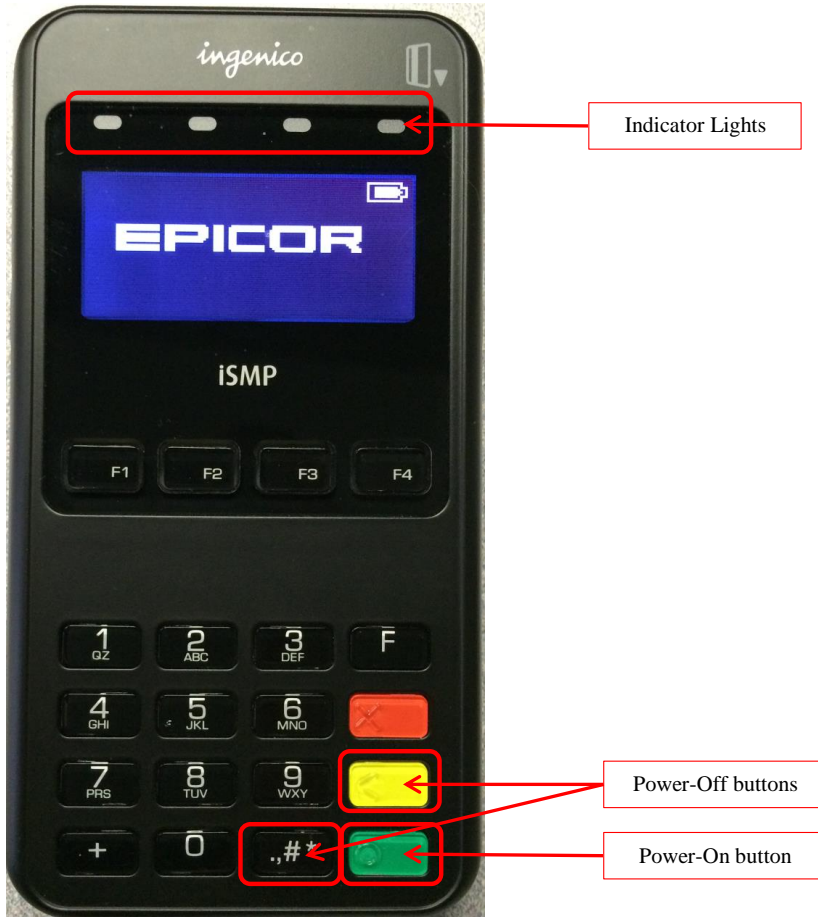 ingenico
Indicator Lights
EPICOR
iSMP
F1 F2 F3 F4
1 2 3 F
QZ ABC DEF
4 5 6
GHI JKL MNO
7 8 9
PRS TUV WXY
Power-Off buttons
+ 0 .,#*
Power-On button